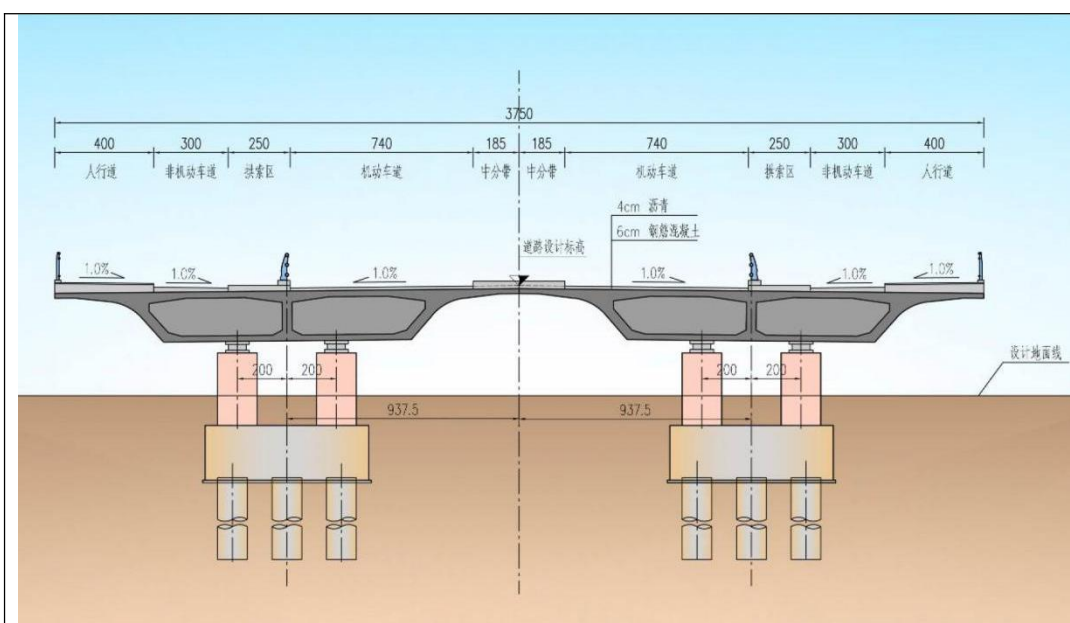 3750
400 300 250 740 185 185 740 250 300 400
人行道 非机动车道 拱索区 机动车道 中分带 中分带 机动车道 拱索区 非机动车道 人行道
4cm 沥青
6cm 钢筋混凝土
道路设计标高
1.0% 1.0% 1.0% 1.0% 1.0% 1.0%
设计地面线
200 200 200 200
937.5 937.5